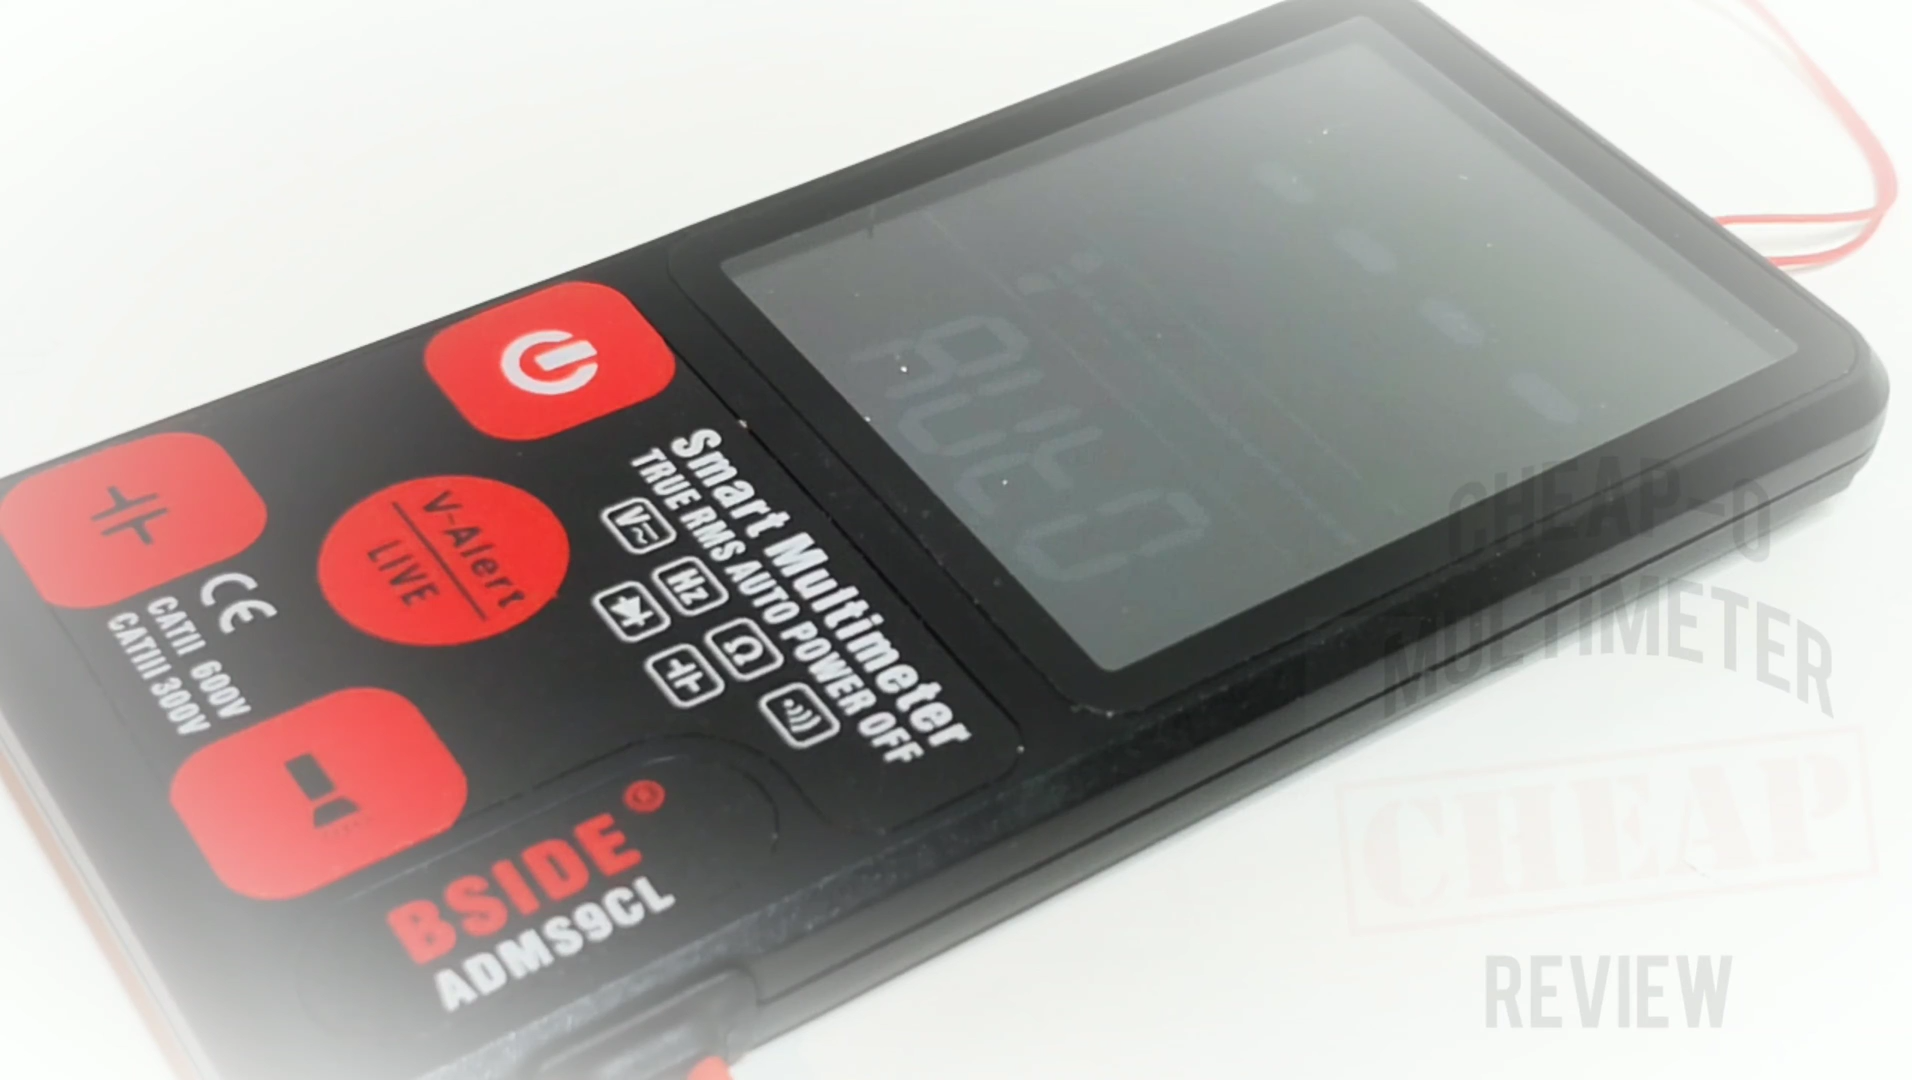 AUtO
Smart Multimeter
TRUE RMS AUTO POWER OFF
V
Hz
Ω
V-Alert
LIVE
CE
CATII 600V
CATIII 300V
BSIDE®
ADMS9CL
CHEAP-O
MULTIMETER
CHEAP
REVIEW